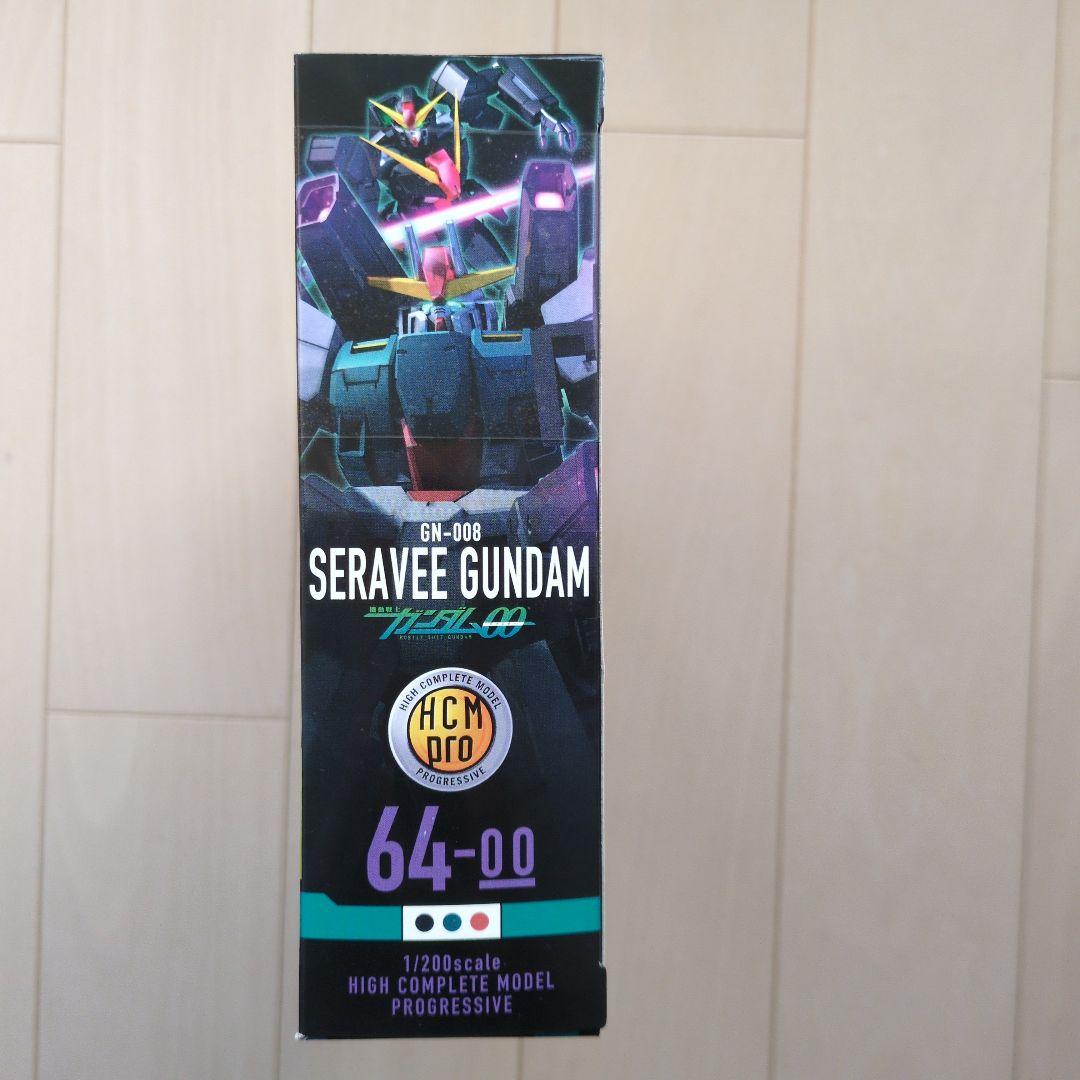 GN-008
SERAVEE GUNDAM
機動戦士
ガンダム00
MOBILE SUIT GUNDAM
HIGH COMPLETE MODEL
HCM
pro
PROGRESSIVE
64-00
1/200scale
HIGH COMPLETE MODEL
PROGRESSIVE